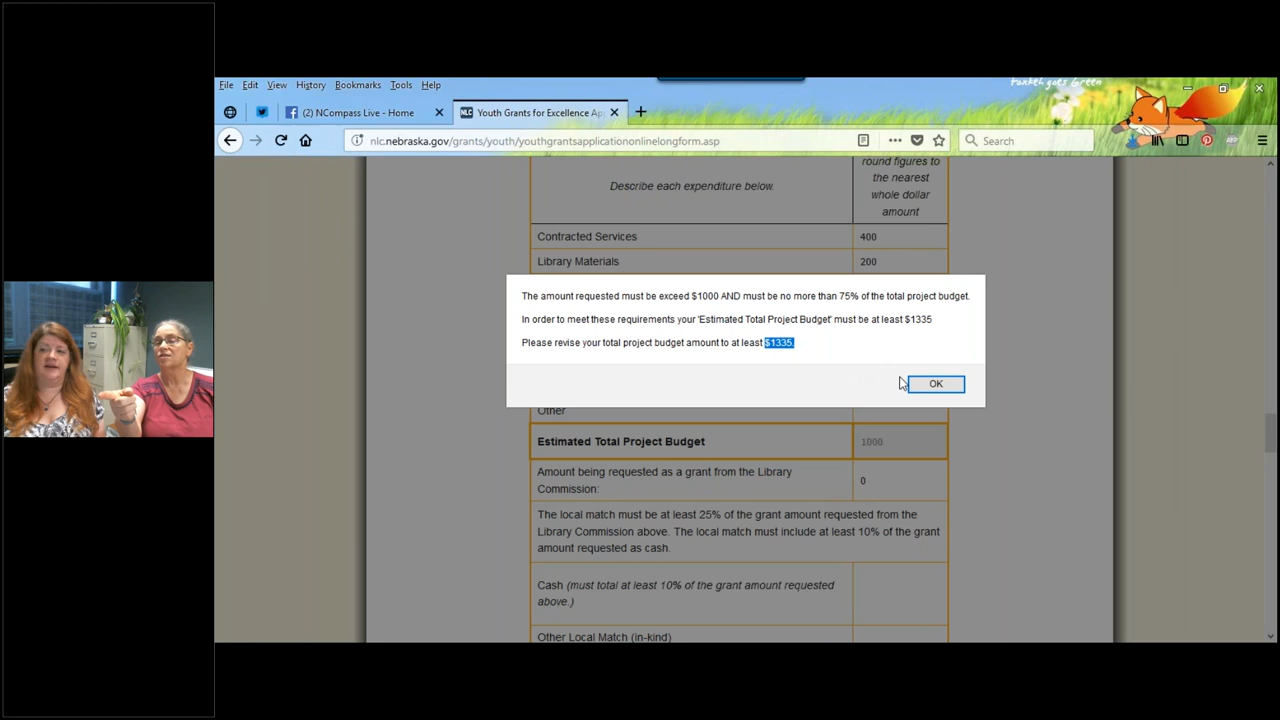 foxkeh goes Green
File Edit View History Bookmarks Tools Help
(2) NCompass Live - Home
NLC Youth Grants for Excellence Ap
nlc.nebraska.gov/grants/youth/youthgrantsapplicationonlinelongform.asp
Search
ABP
round figures to
the nearest
whole dollar
amount
Describe each expenditure below.
Contracted Services 400
Library Materials 200
The amount requested must be exceed $1000 AND must be no more than 75% of the total project budget.
In order to meet these requirements your 'Estimated Total Project Budget' must be at least $1335
Please revise your total project budget amount to at least $1335.
OK
Other
Estimated Total Project Budget 1000
Amount being requested as a grant from the Library
Commission:
0
The local match must be at least 25% of the grant amount requested from the
Library Commission above. The local match must include at least 10% of the grant
amount requested as cash.
Cash (must total at least 10% of the grant amount requested
above.)
Other Local Match (in-kind)